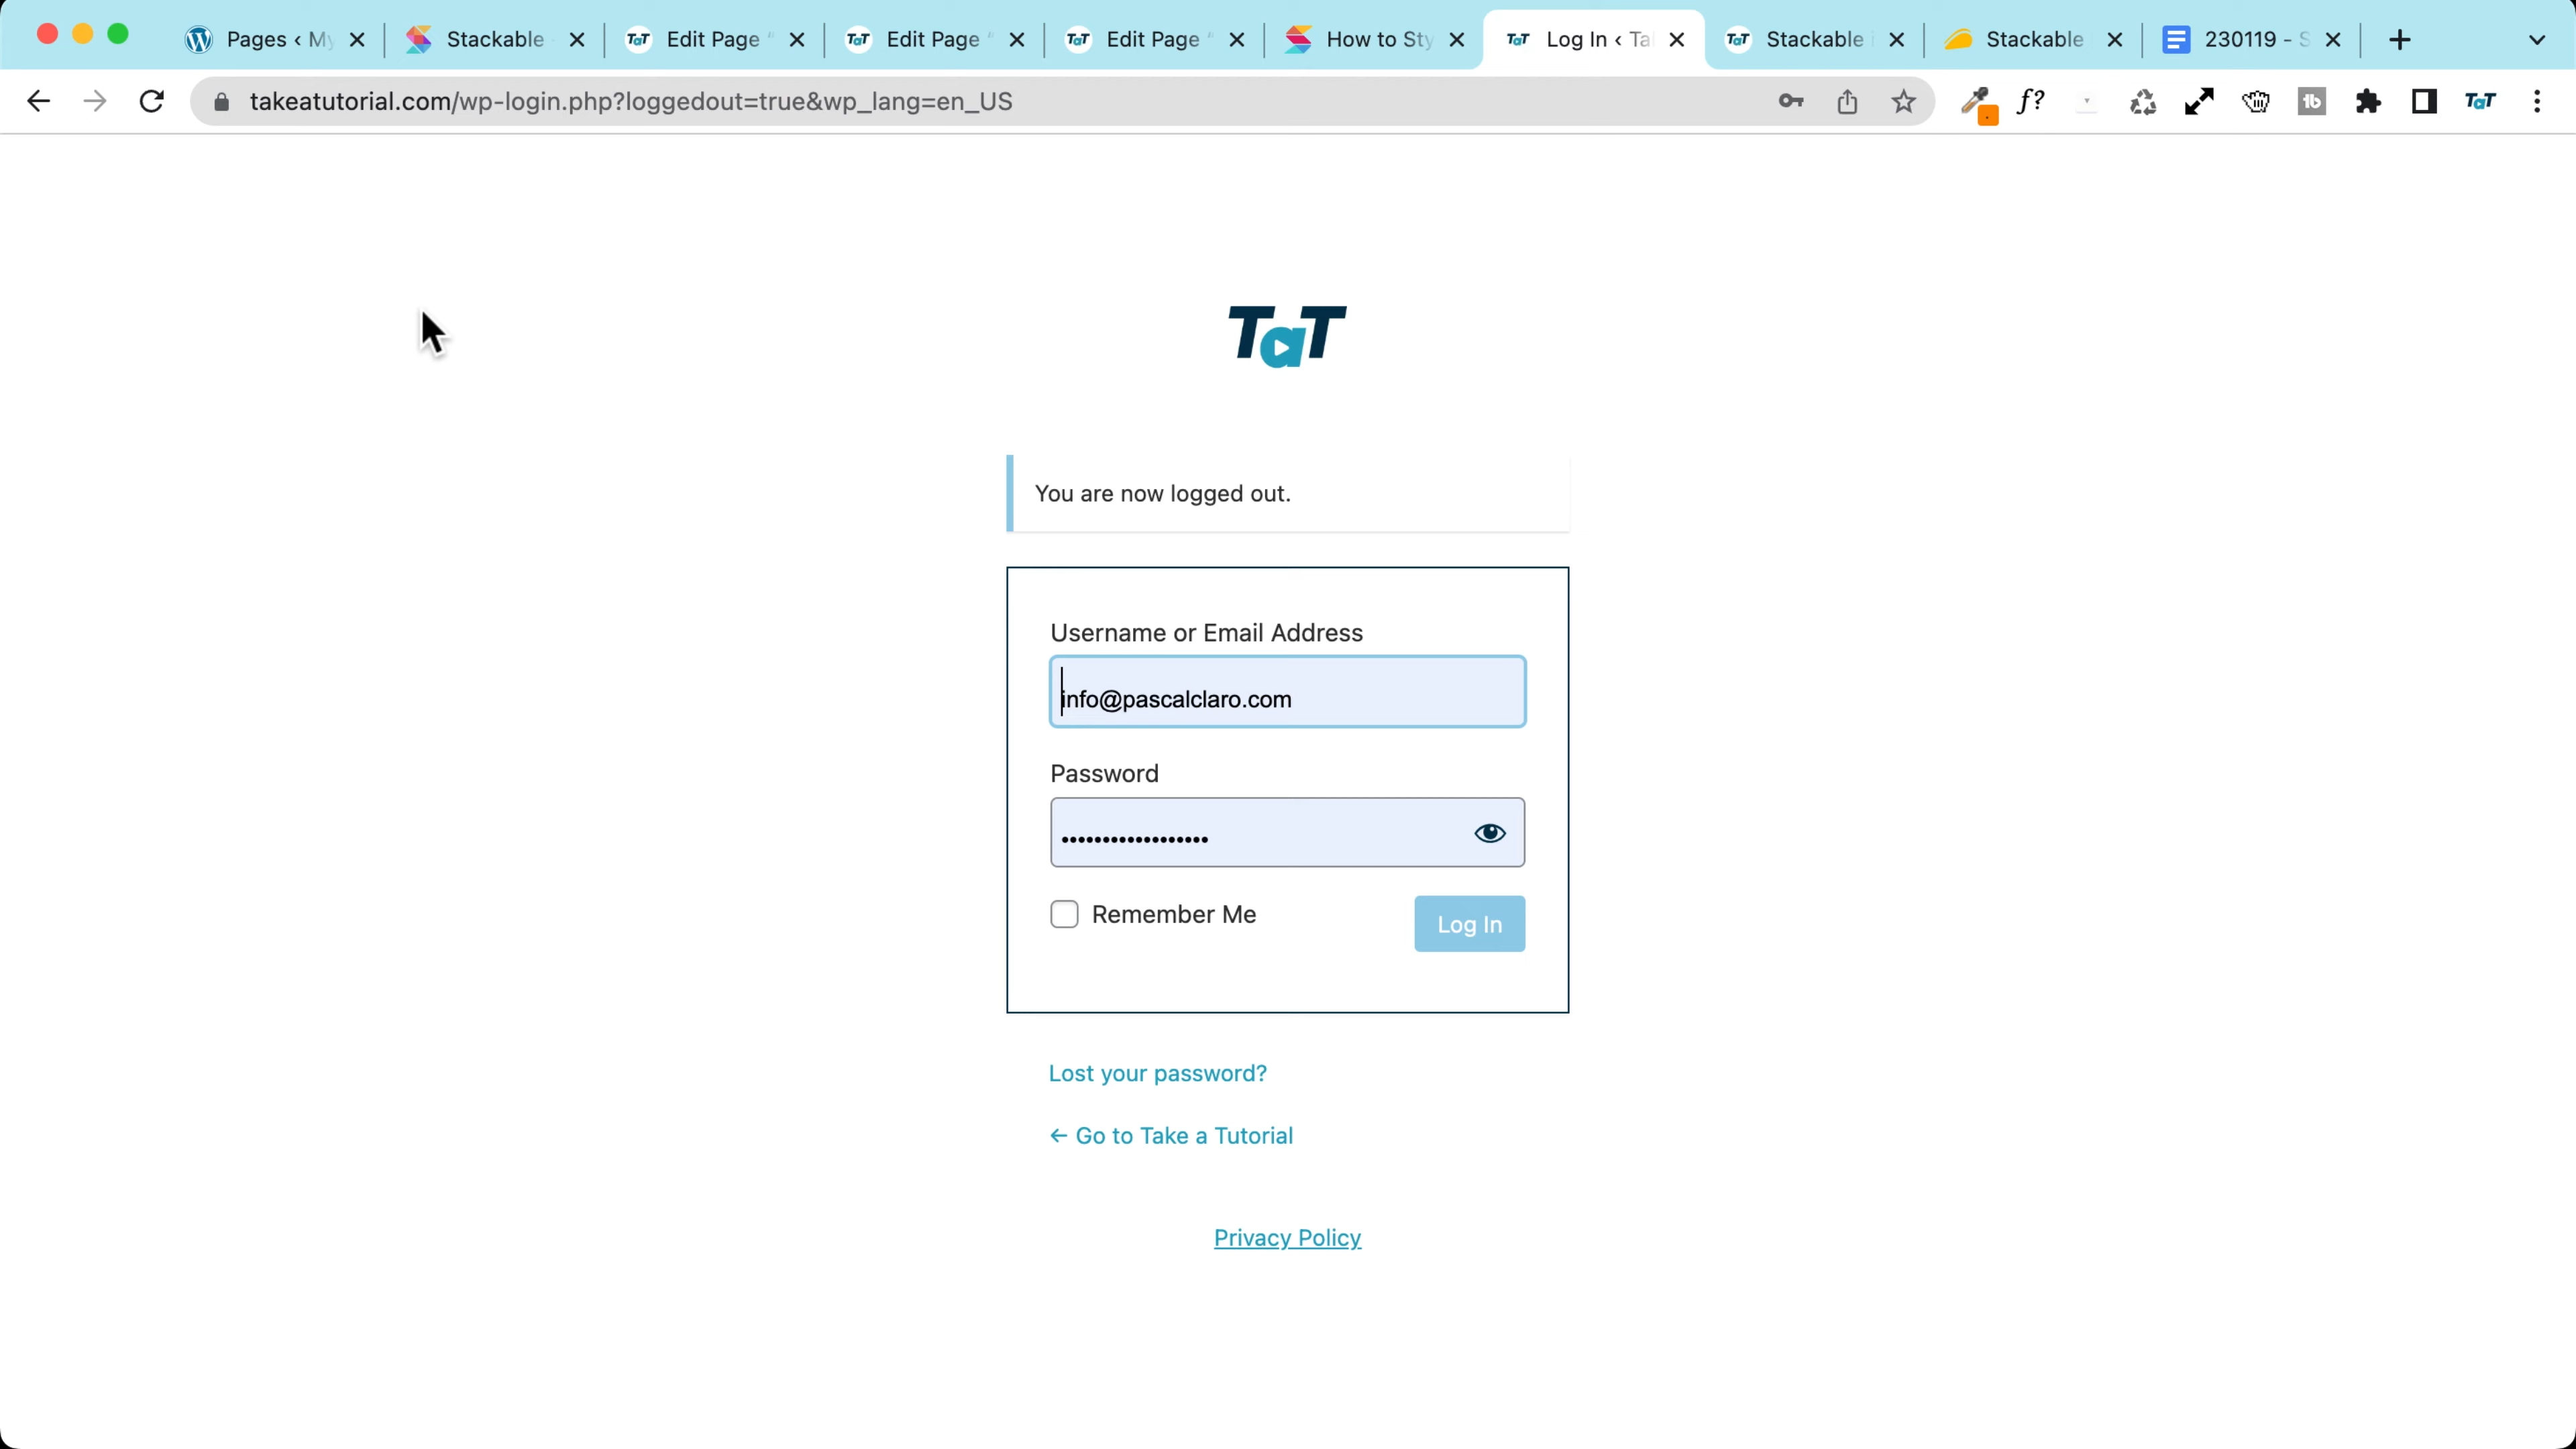 Pages ‹ My
Stackable
Edit Page "
Edit Page "
Edit Page "
How to Sty
Log In ‹ Ta
Stackable
Stackable
230119 - S
takeatutorial.com/wp-login.php?loggedout=true&wp_lang=en_US
TaT
You are now logged out.
Username or Email Address
info@pascalclaro.com
Password
Remember Me
Log In
Lost your password?
← Go to Take a Tutorial
Privacy Policy